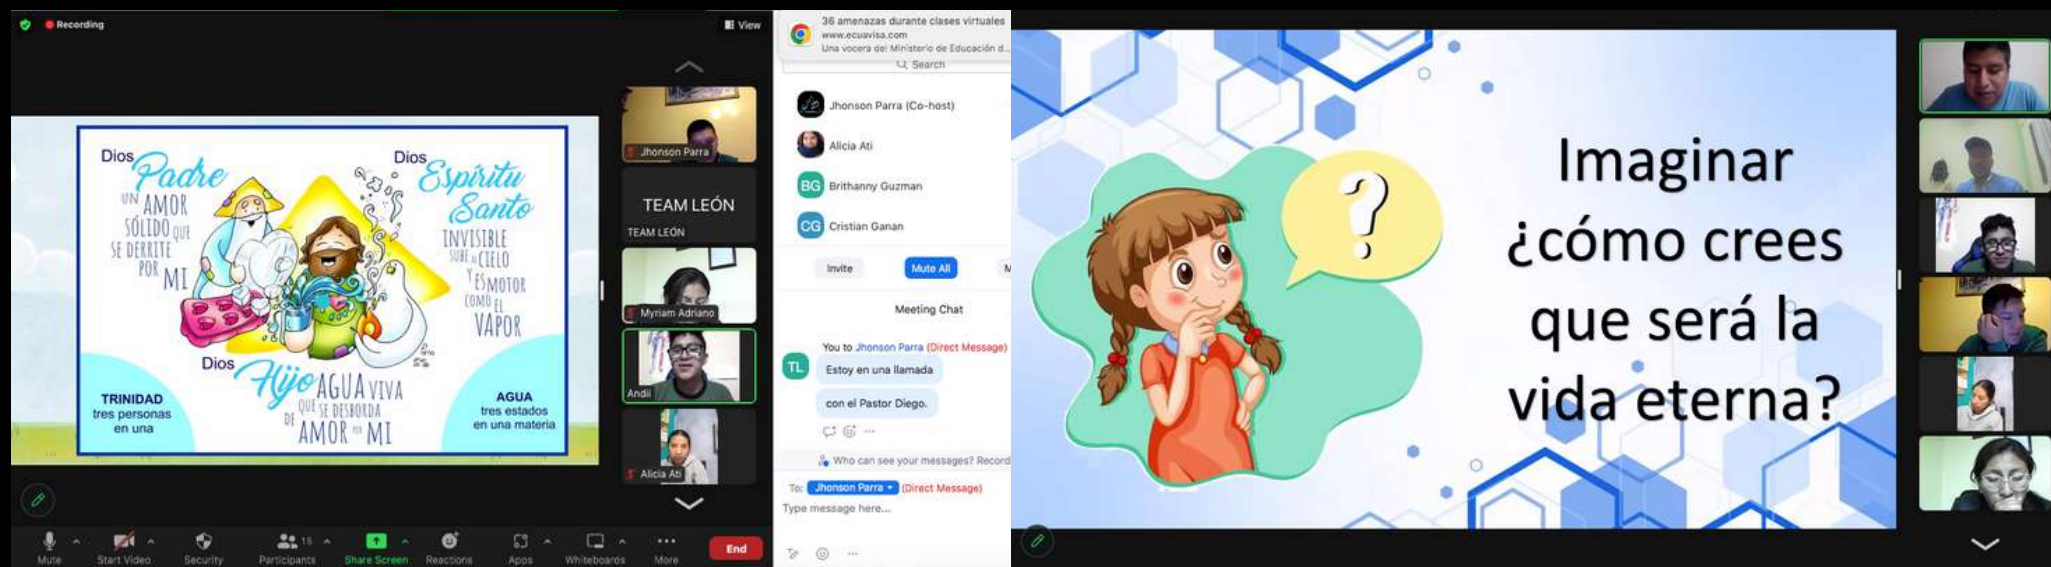 Recording
View
Dios
Padre
UN AMOR
SÓLIDO QUE
SE DERRITE
POR MI
Dios
Espíritu
Santo
INVISIBLE
SUBE AL CIELO
Y ES MOTOR
COMO EL
VAPOR
Dios
Hijo AGUA VIVA
QUE SE DESBORDA
DE AMOR POR MI
TRINIDAD
tres personas
en una
AGUA
tres estados
en una materia
Jhonson Parra
TEAM LEÓN
TEAM LEÓN
Myriam Adriano
Andii
Alicia Ati
Mute
Start Video
Security
Participants
15
Share Screen
Reactions
Apps
Whiteboards
More
End
36 amenazas durante clases virtuales
www.ecuavisa.com
Una vocera del Ministerio de Educación d...
Search
Jhonson Parra (Co-host)
Alicia Ati
BG Brithanny Guzman
CG Cristian Ganan
Invite
Mute All
M
Meeting Chat
You to Jhonson Parra (Direct Message)
TL
Estoy en una llamada
con el Pastor Diego.
Who can see your messages? Record
To: Jhonson Parra (Direct Message)
Type message here...
?
Imaginar
¿cómo crees
que será la
vida eterna?